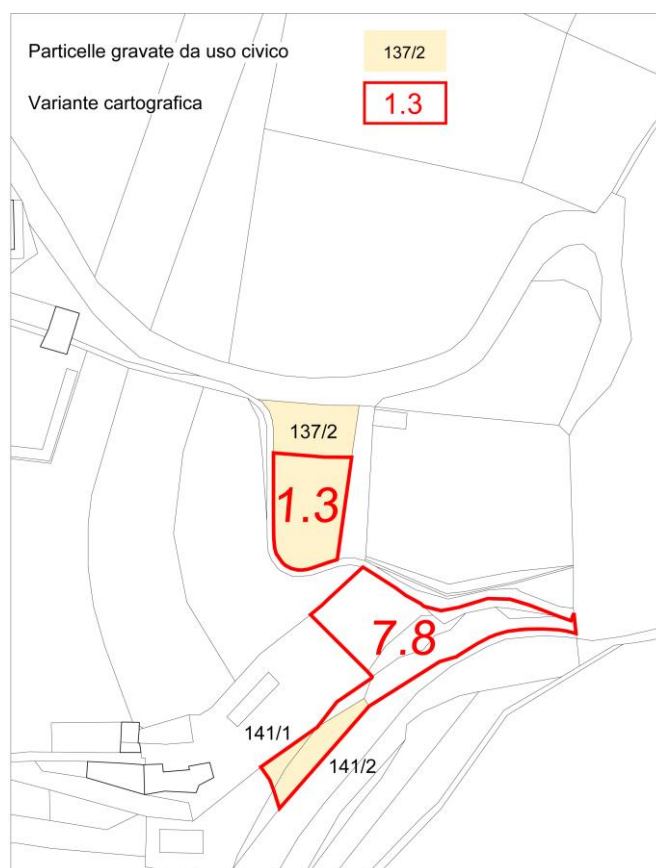 Particelle gravate da uso civico 137/2
Variante cartografica 1.3
137/2
1.3
7.8
141/1
141/2